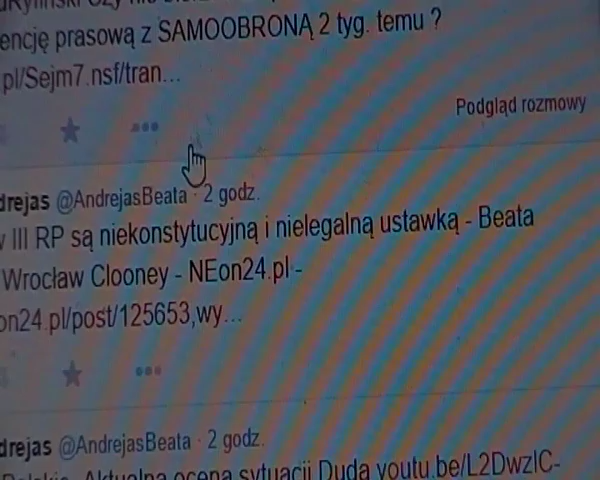 encję prasową z SAMOOBRONĄ 2 tyg. temu ?
pl/Sejm7.nsf/tran...
Podgląd rozmowy
drejas @AndrejasBeata · 2 godz.
III RP są niekonstytucyjną i nielegalną ustawką - Beata
Wrocław Clooney - NEon24.pl -
on24.pl/post/125653,wy...
drejas @AndrejasBeata · 2 godz.
Aktualna ocena sytuacji Duda youtu.be/L2DwzlC-